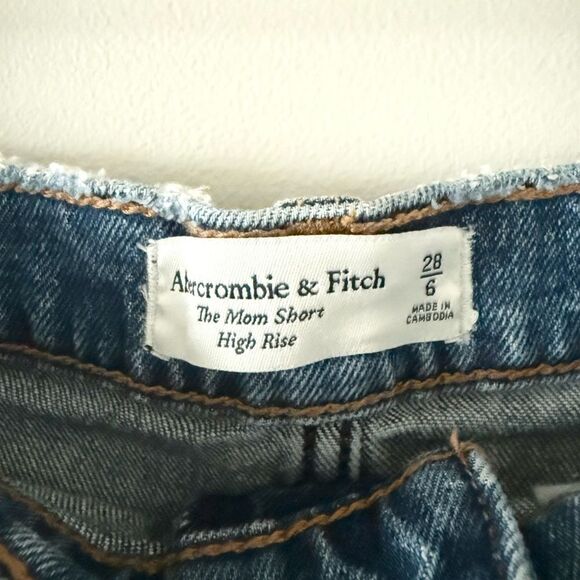 Abercrombie & Fitch
The Mom Short
High Rise
28
6
MADE IN
CAMBODIA